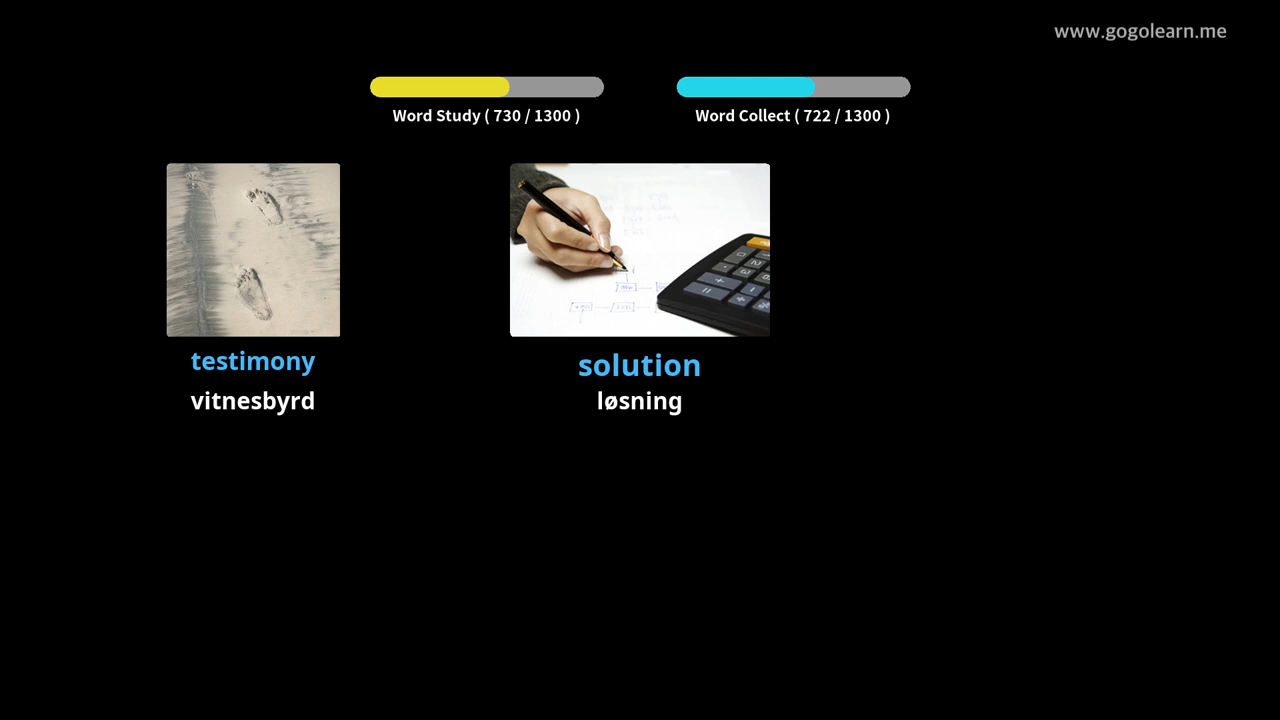 www.gogolearn.me
Word Study ( 730 / 1300 )
Word Collect ( 722 / 1300 )
testimony
vitnesbyrd
solution
løsning